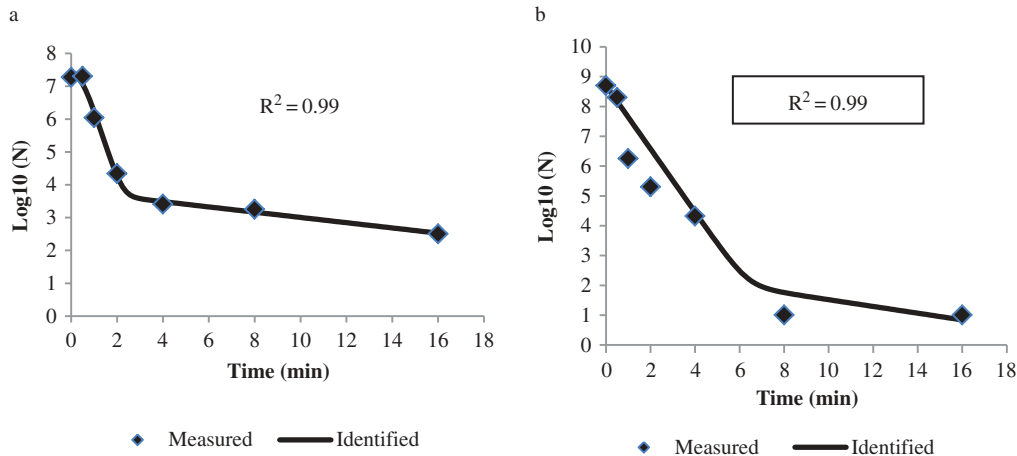 a
8
7
6
5
4
3
2
1
0
Log10 (N)
R² = 0.99
0 2 4 6 8 10 12 14 16 18
Time (min)
Measured Identified
b
10
9
8
7
6
5
4
3
2
1
0
Log10 (N)
R² = 0.99
0 2 4 6 8 10 12 14 16 18
Time (min)
Measured Identified